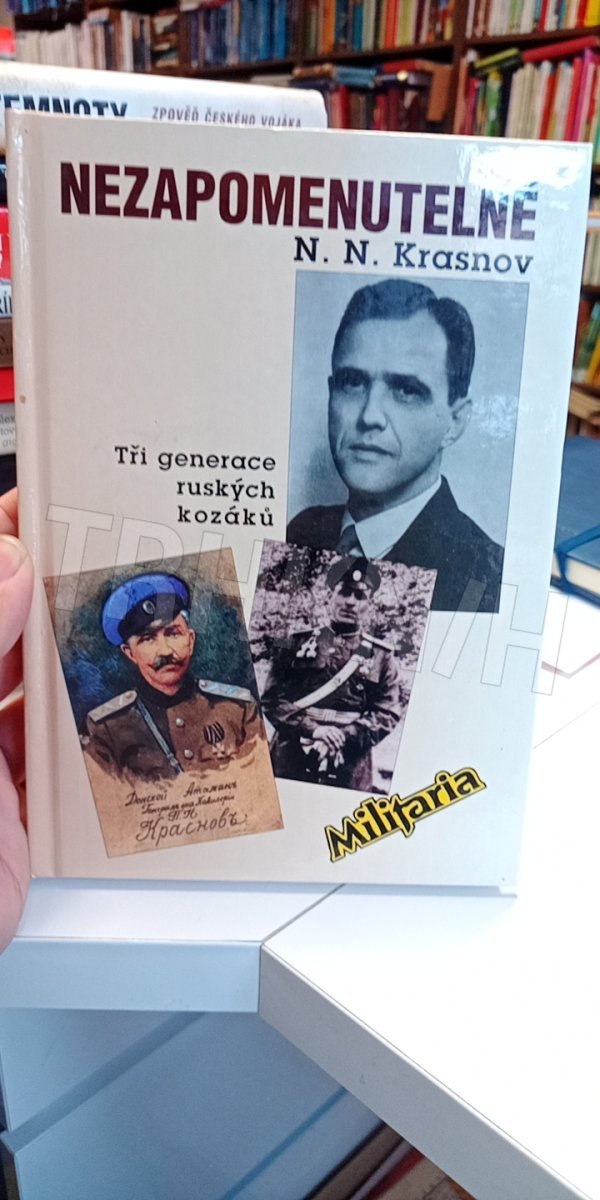 ZPOVĚĎ ČESKÉHO VOJÁKA
NEZAPOMENUTELNÉ
N. N. Krasnov
Tři generace
ruských
kozáků
Донской Атаманъ
П. Н.
Красновъ
Militaria